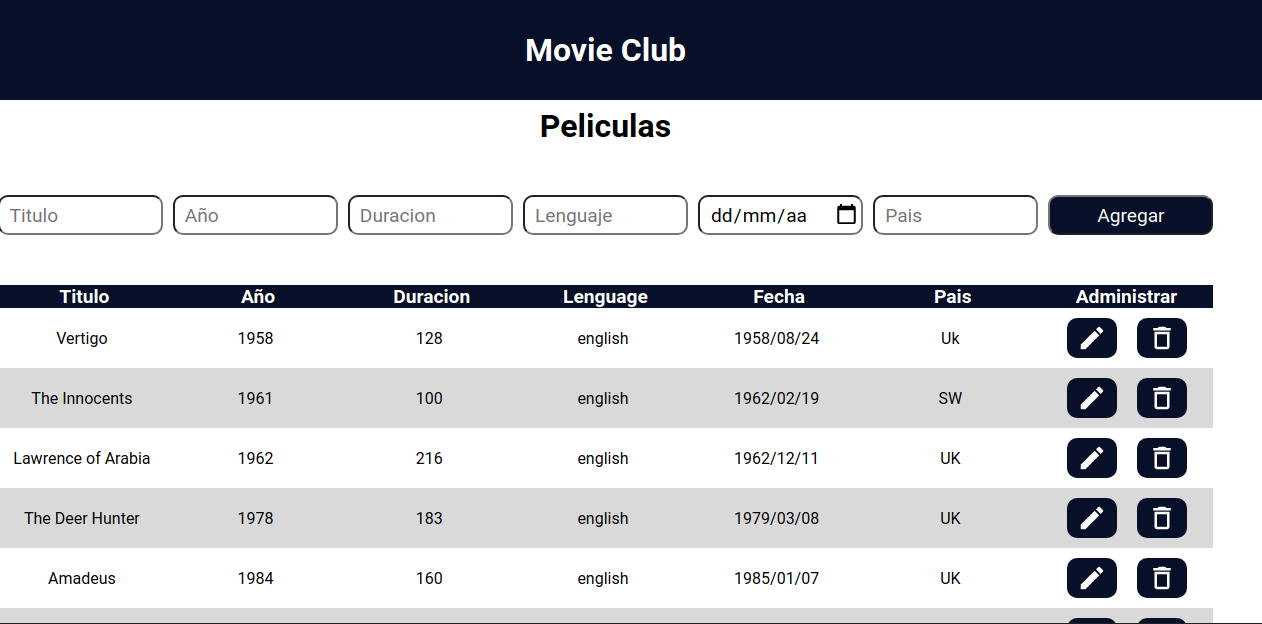 Movie Club
Peliculas
Titulo Año Duracion Lenguaje dd/mm/aa Pais Agregar
Titulo Año Duracion Lenguage Fecha Pais Administrar
Vertigo 1958 128 english 1958/08/24 Uk
The Innocents 1961 100 english 1962/02/19 SW
Lawrence of Arabia 1962 216 english 1962/12/11 UK
The Deer Hunter 1978 183 english 1979/03/08 UK
Amadeus 1984 160 english 1985/01/07 UK